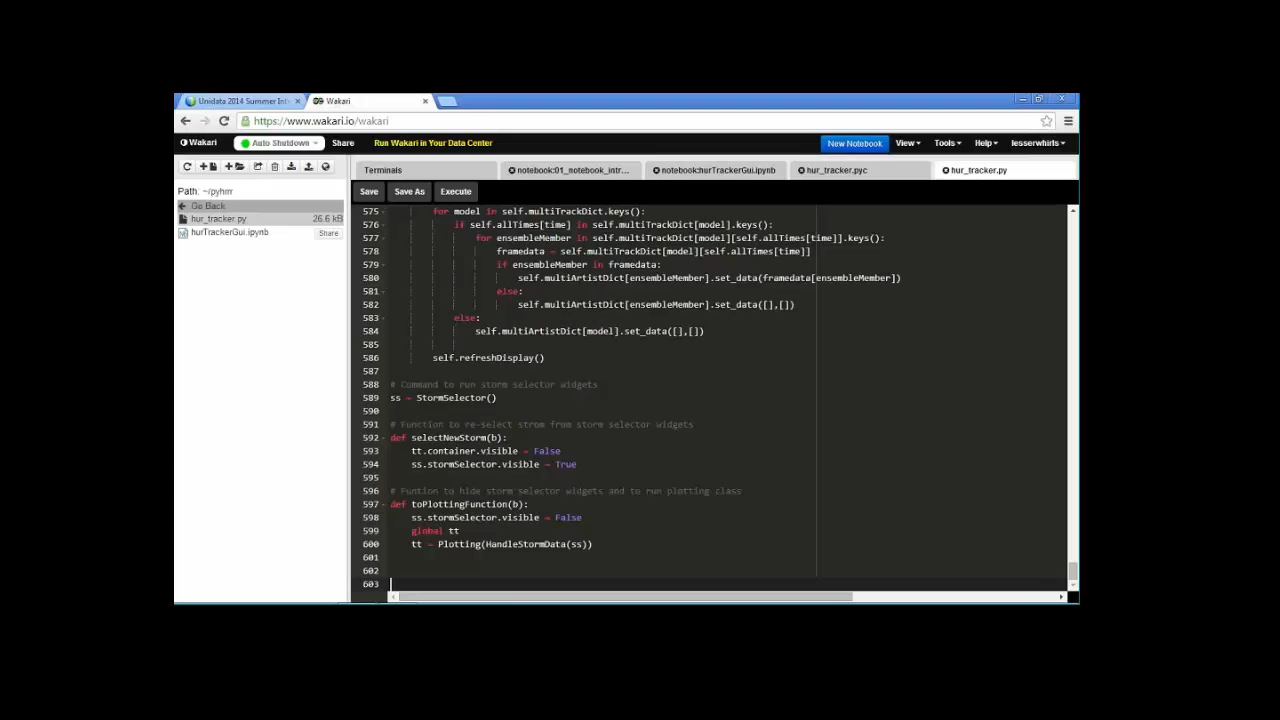 Unidata 2014 Summer Int
Wakari
https://www.wakari.io/wakari
Wakari
Auto Shutdown
Share
Run Wakari in Your Data Center
New Notebook
View
Tools
Help
lesserwhirls
Terminals
notebook:01_notebook_intr...
notebook:hurTrackerGui.ipynb
hur_tracker.pyc
hur_tracker.py
Path: ~/pyhrrr
Go Back
hur_tracker.py 26.6 kB
hurTrackerGui.ipynb Share
Save
Save As
Execute
575 for model in self.multiTrackDict.keys():
576 if self.allTimes[time] in self.multiTrackDict[model].keys():
577 for ensembleMember in self.multiTrackDict[model][self.allTimes[time]].keys():
578 framedata = self.multiTrackDict[model][self.allTimes[time]]
579 if ensembleMember in framedata:
580 self.multiArtistDict[ensembleMember].set_data(framedata[ensembleMember])
581 else:
582 self.multiArtistDict[ensembleMember].set_data([],[])
583 else:
584 self.multiArtistDict[model].set_data([],[])
585
586 self.refreshDisplay()
587
588 # Command to run storm selector widgets
589 ss = StormSelector()
590
591 # Function to re-select strom from storm selector widgets
592 def selectNewStorm(b):
593 tt.container.visible = False
594 ss.stormSelector.visible = True
595
596 # Funtion to hide storm selector widgets and to run plotting class
597 def toPlottingFunction(b):
598 ss.stormSelector.visible = False
599 global tt
600 tt = Plotting(HandleStormData(ss))
601
602
603